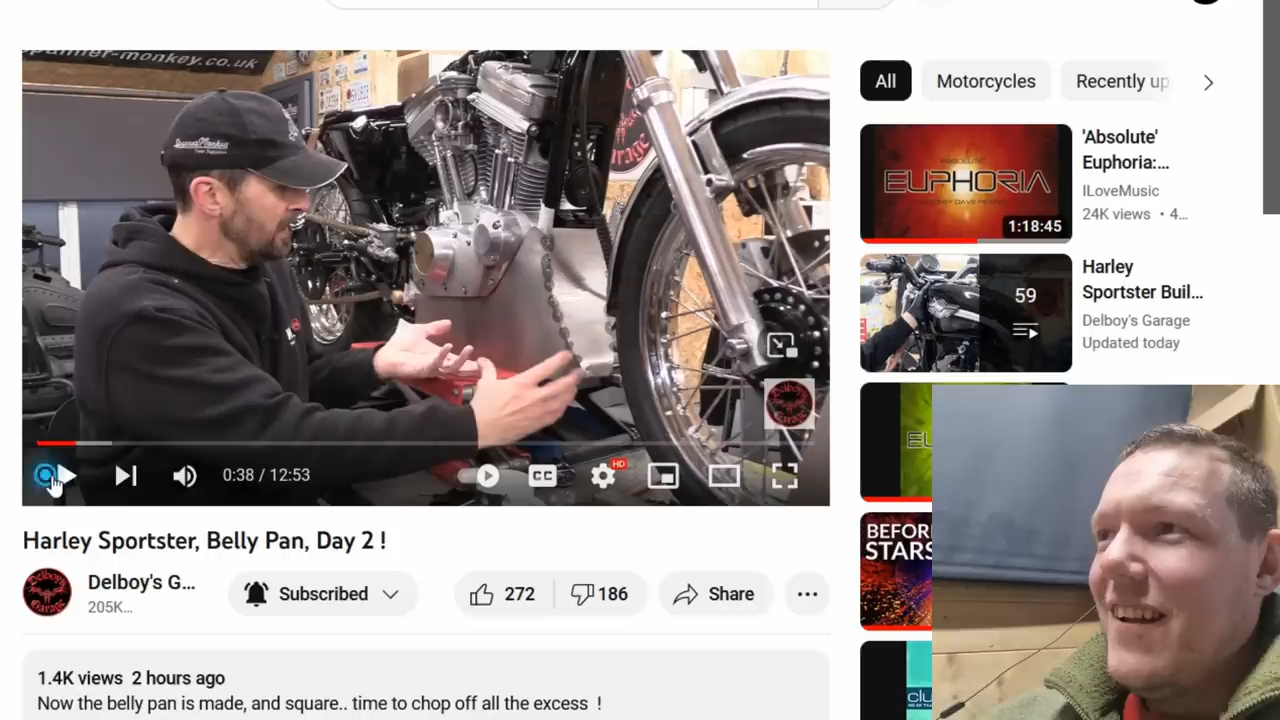 spanner-monkey.co.uk
All
Motorcycles
Recently up
'Absolute'
Euphoria:...
ILoveMusic
24K views • 4...
EUPHORIA
1:18:45
Harley
Sportster Buil...
Delboy's Garage
Updated today
59
0:38 / 12:53
CC
HD
BEFOR
STARS
Harley Sportster, Belly Pan, Day 2 !
Delboy's G...
205K...
Subscribed
272
186
Share
1.4K views 2 hours ago
Now the belly pan is made, and square.. time to chop off all the excess !